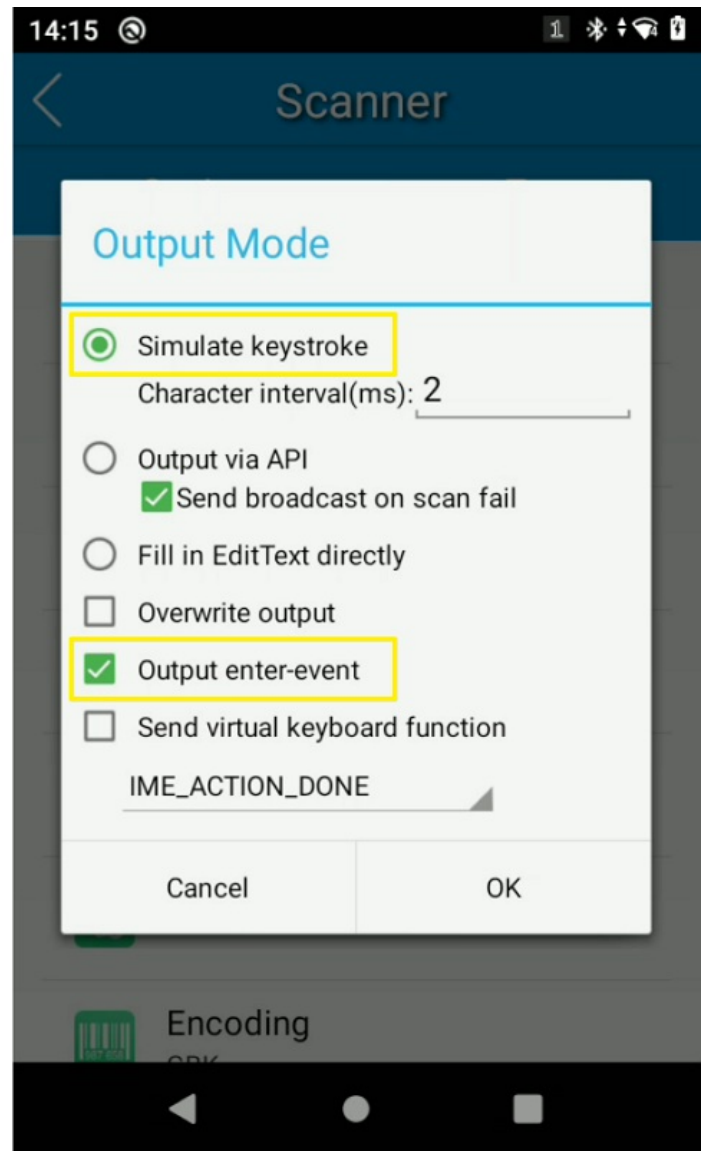 14:15
1
Scanner
Output Mode
Simulate keystroke
Character interval(ms): 2
Output via API
Send broadcast on scan fail
Fill in EditText directly
Overwrite output
Output enter-event
Send virtual keyboard function
IME_ACTION_DONE
Cancel
OK
Encoding